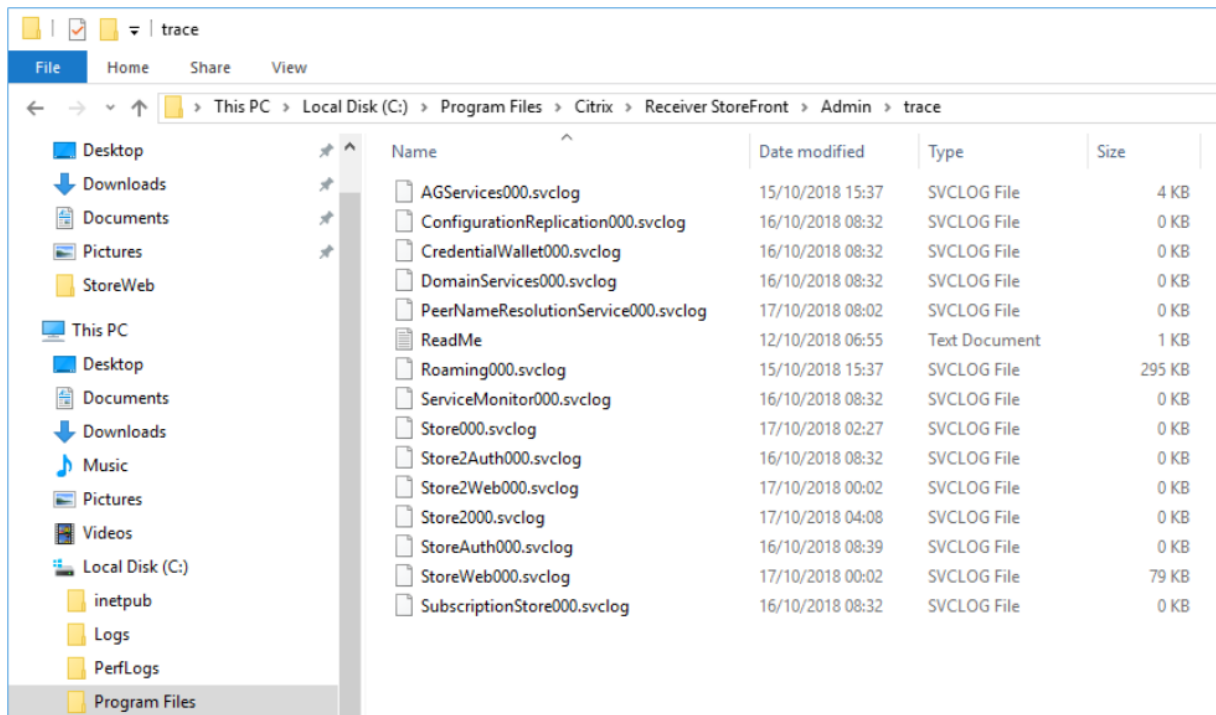 trace
File Home Share View
This PC > Local Disk (C:) > Program Files > Citrix > Receiver StoreFront > Admin > trace
Desktop
Downloads
Documents
Pictures
StoreWeb
This PC
Desktop
Documents
Downloads
Music
Pictures
Videos
Local Disk (C:)
inetpub
Logs
PerfLogs
Program Files
Name Date modified Type Size
AGServices000.svclog 15/10/2018 15:37 SVCLOG File 4 KB
ConfigurationReplication000.svclog 16/10/2018 08:32 SVCLOG File 0 KB
CredentialWallet000.svclog 16/10/2018 08:32 SVCLOG File 0 KB
DomainServices000.svclog 16/10/2018 08:32 SVCLOG File 0 KB
PeerNameResolutionService000.svclog 17/10/2018 08:02 SVCLOG File 0 KB
ReadMe 12/10/2018 06:55 Text Document 1 KB
Roaming000.svclog 15/10/2018 15:37 SVCLOG File 295 KB
ServiceMonitor000.svclog 16/10/2018 08:32 SVCLOG File 0 KB
Store000.svclog 17/10/2018 02:27 SVCLOG File 0 KB
Store2Auth000.svclog 16/10/2018 08:32 SVCLOG File 0 KB
Store2Web000.svclog 17/10/2018 00:02 SVCLOG File 0 KB
Store2000.svclog 17/10/2018 04:08 SVCLOG File 0 KB
StoreAuth000.svclog 16/10/2018 08:39 SVCLOG File 0 KB
StoreWeb000.svclog 17/10/2018 00:02 SVCLOG File 79 KB
SubscriptionStore000.svclog 16/10/2018 08:32 SVCLOG File 0 KB